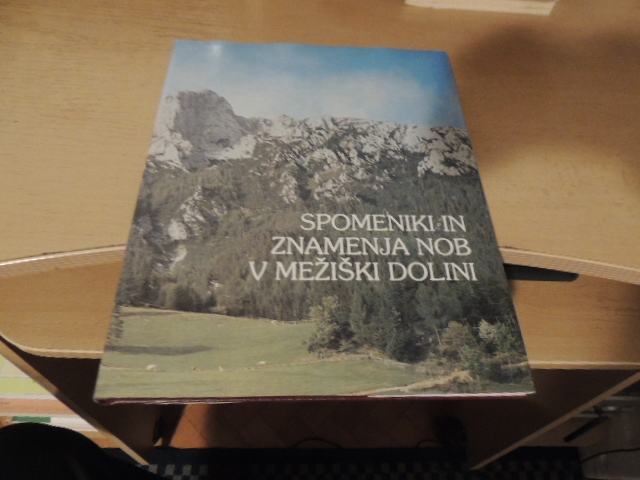 SPOMENIKI IN
ZNAMENJA NOB
V MEŽIŠKI DOLINI